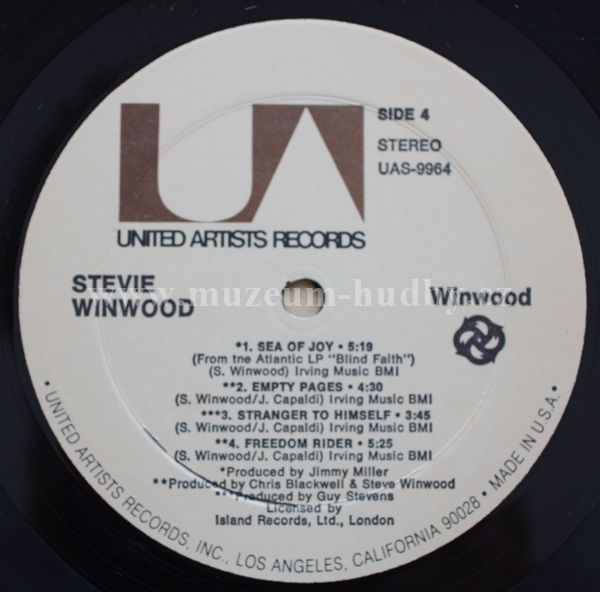 SIDE 4
STEREO
UAS-9964
UNITED ARTISTS RECORDS
STEVIE
WINWOOD
Winwood
www.muzeum-hudby.cz
*1. SEA OF JOY • 5:19
(From the Atlantic LP "Blind Faith")
(S. Winwood) Irving Music BMI
**2. EMPTY PAGES • 4:30
(S. Winwood/J. Capaldi) Irving Music BMI
***3. STRANGER TO HIMSELF • 3:45
(S. Winwood/J. Capaldi) Irving Music BMI
**4. FREEDOM RIDER • 5:25
(S. Winwood/J. Capaldi) Irving Music BMI
*Produced by Jimmy Miller
**Produced by Chris Blackwell & Steve Winwood
***Produced by Guy Stevens
Licensed by
Island Records, Ltd., London
• UNITED ARTISTS RECORDS, INC., LOS ANGELES, CALIFORNIA 90028 • MADE IN U.S.A. •